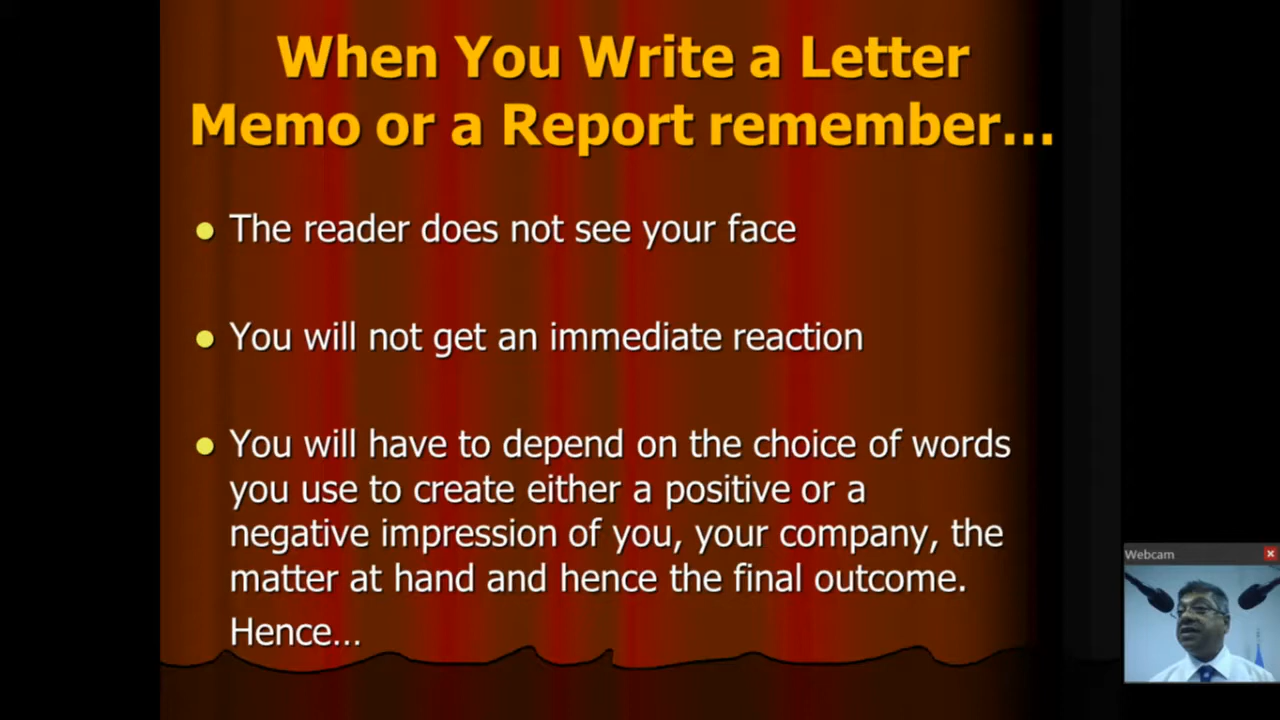 When You Write a Letter
Memo or a Report remember...
The reader does not see your face
You will not get an immediate reaction
You will have to depend on the choice of words
you use to create either a positive or a
negative impression of you, your company, the
matter at hand and hence the final outcome.
Hence...
Webcam